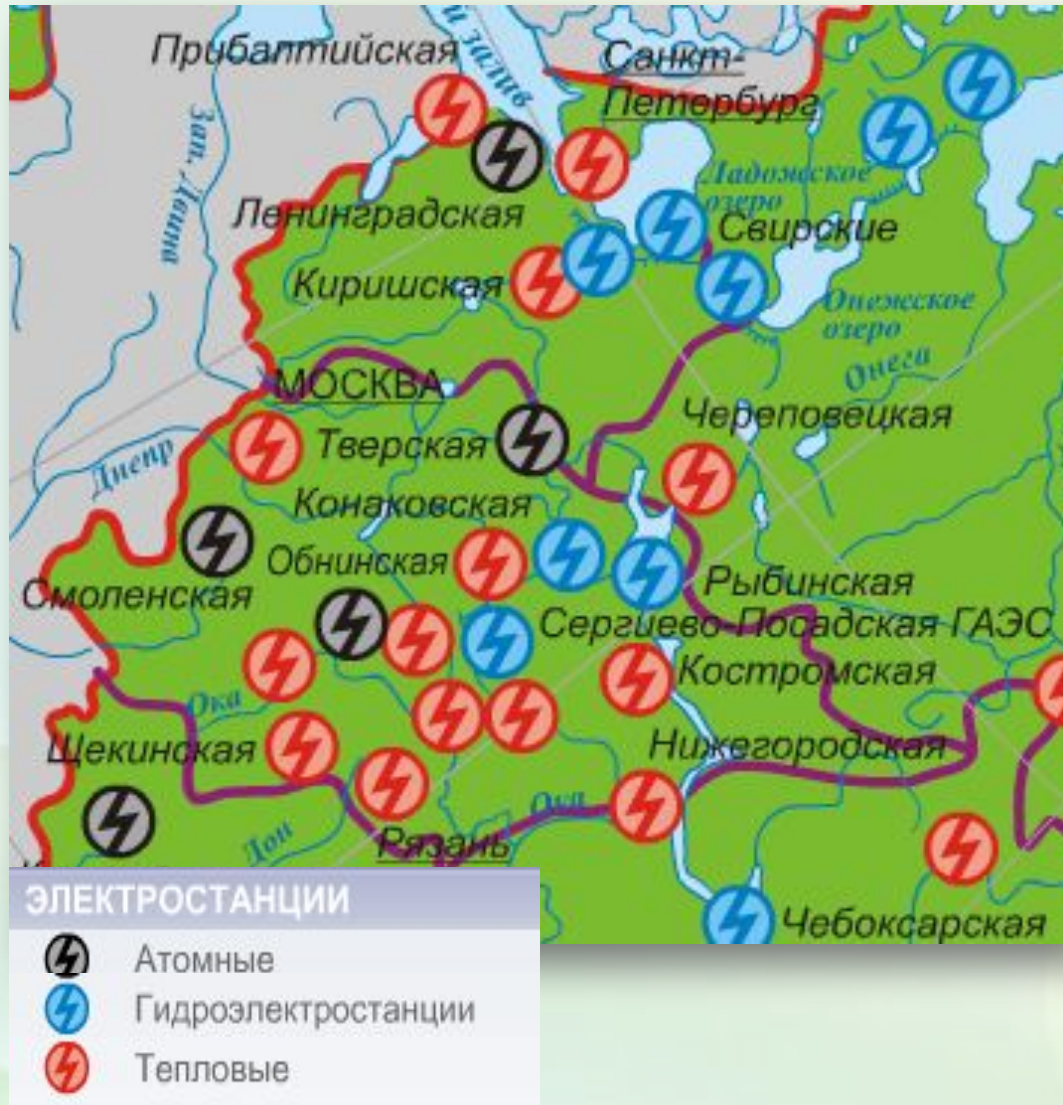 Прибалтийская
й залив
Санкт-
Петербург
Зап. Двина
Ладожское
озеро
Ленинградская
Свирские
Киришская
Онежское
озеро
Онега
МОСКВА
Череповецкая
Днепр
Тверская
Конаковская
Обнинская
Смоленская
Рыбинская
Сергиево-Посадская ГАЭС
Костромская
Ока
Щекинская
Нижегородская
Ока
Дон
Рязань
Чебоксарская
ЭЛЕКТРОСТАНЦИИ
Атомные
Гидроэлектростанции
Тепловые